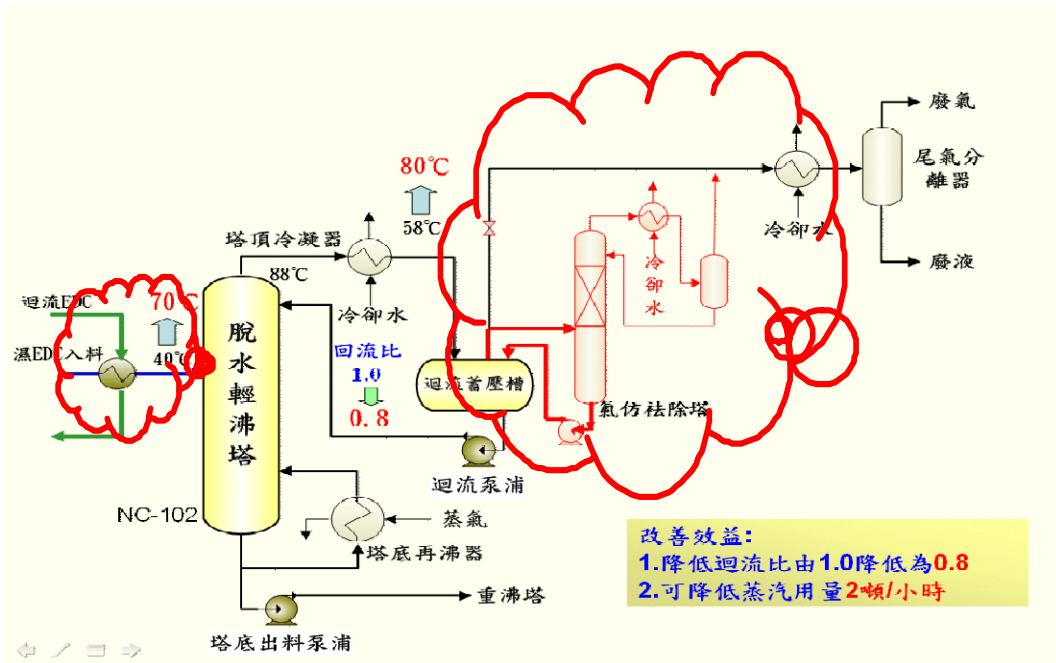 廢氣
尾氣分
離器
冷卻水
廢液
80℃
58℃
塔頂冷凝器
88℃
冷卻水
冷
卻
水
迴流EDC
70℃
濕EDC入料
40℃
脫
水
輕
沸
塔
回流比
1.0
0.8
迴流蓄壓槽
氯仿祛除塔
迴流泵浦
NC-102
蒸氣
塔底再沸器
重沸塔
塔底出料泵浦
改善效益:
1.降低迴流比由1.0降低為0.8
2.可降低蒸汽用量2噸/小時